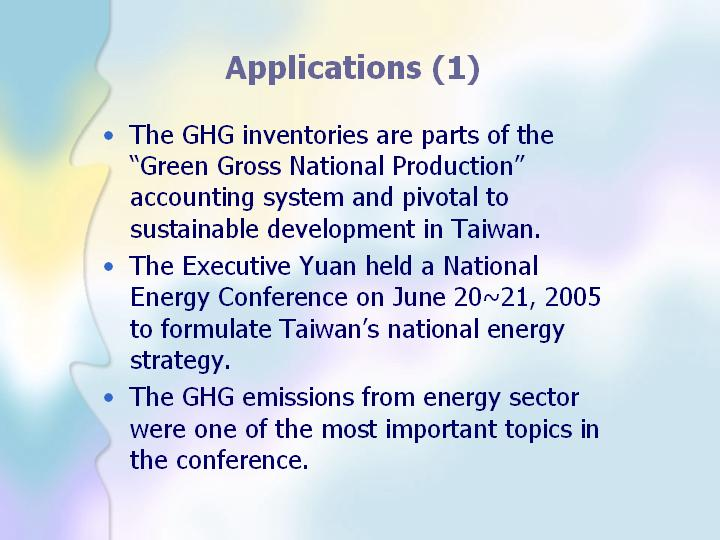 Applications (1)
• The GHG inventories are parts of the
“Green Gross National Production”
accounting system and pivotal to
sustainable development in Taiwan.
• The Executive Yuan held a National
Energy Conference on June 20~21, 2005
to formulate Taiwan’s national energy
strategy.
• The GHG emissions from energy sector
were one of the most important topics in
the conference.